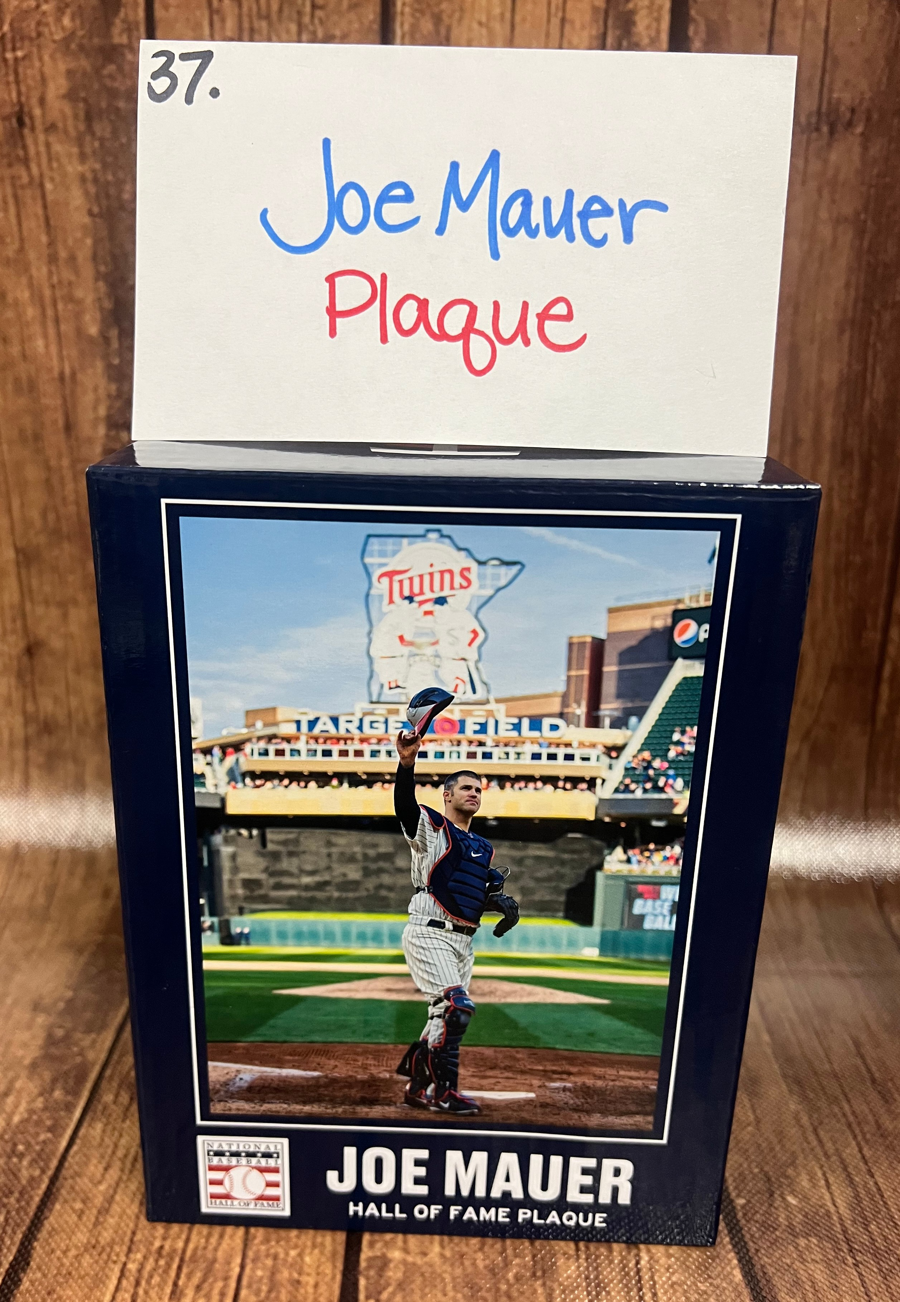 37.
Joe Mauer
Plaque
Twins
TARGET FIELD
NATIONAL
BASEBALL
HALL OF FAME
JOE MAUER
HALL OF FAME PLAQUE